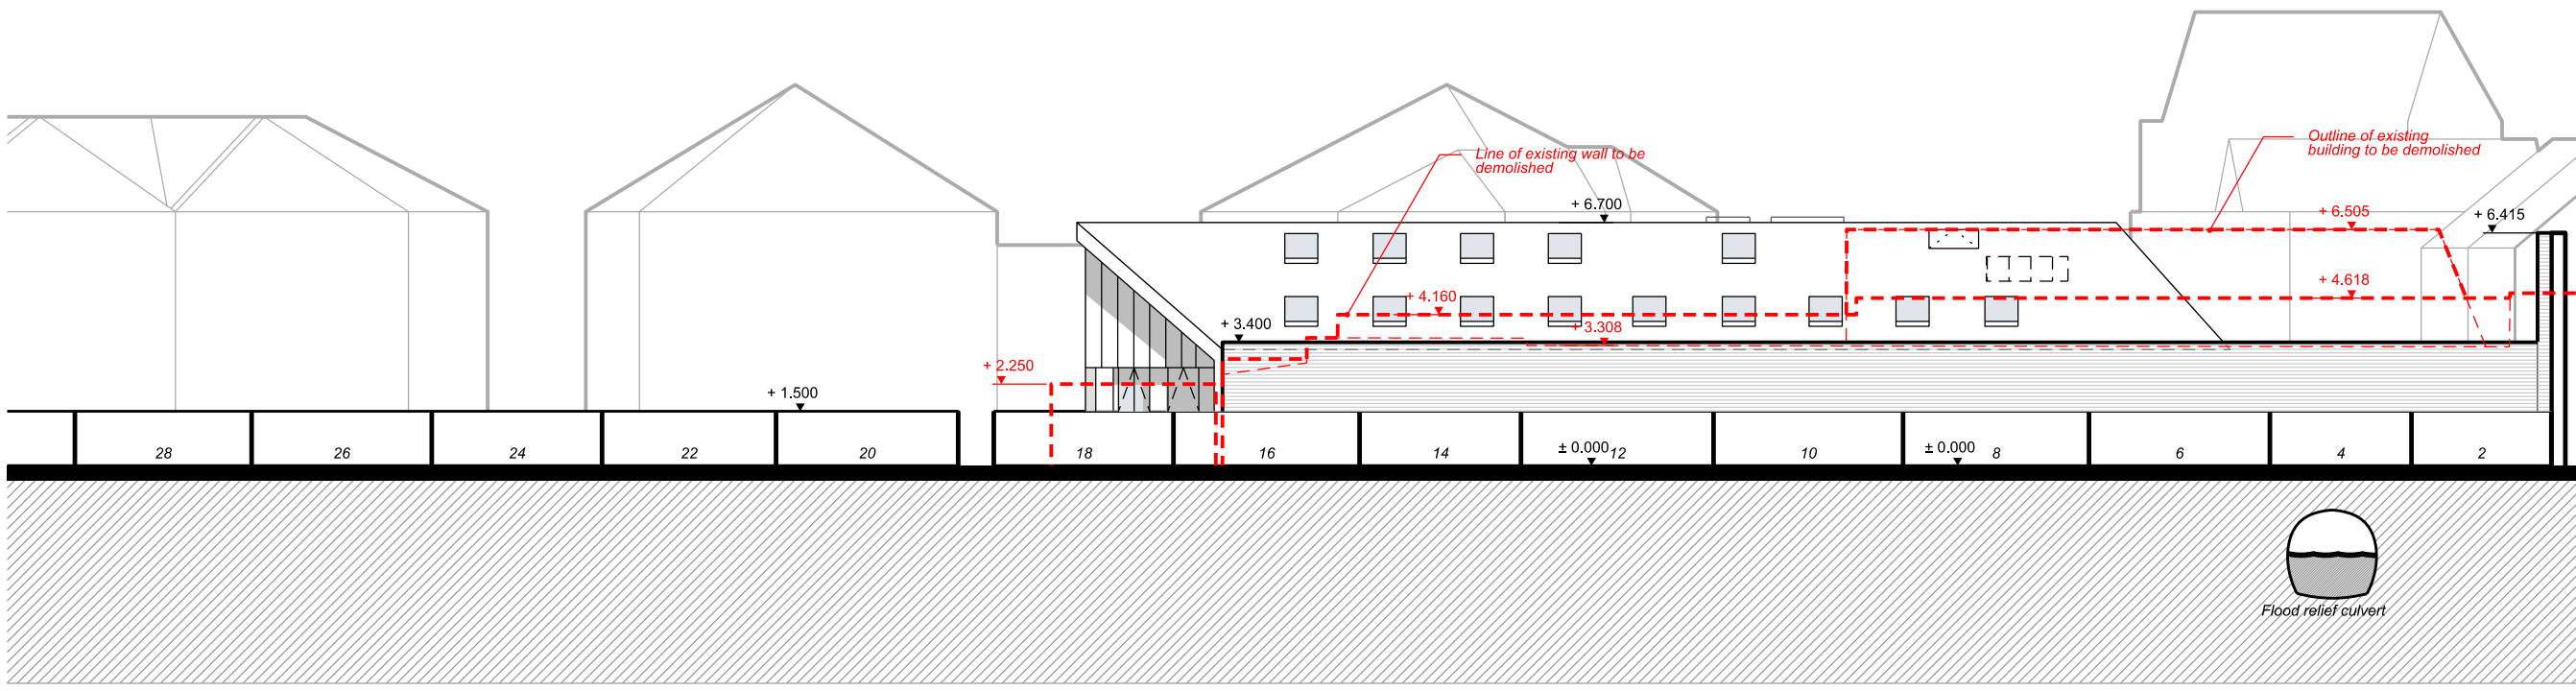 Outline of existing
building to be demolished
Line of existing wall to be
demolished
+ 6.700
+ 6.505
+ 6.415
+ 4.618
+ 4.160
+ 3.400
+ 3.308
+ 2.250
+ 1.500
28 26 24 22 20 18 16 14 ± 0.000 12 10 ± 0.000 8 6 4 2
Flood relief culvert